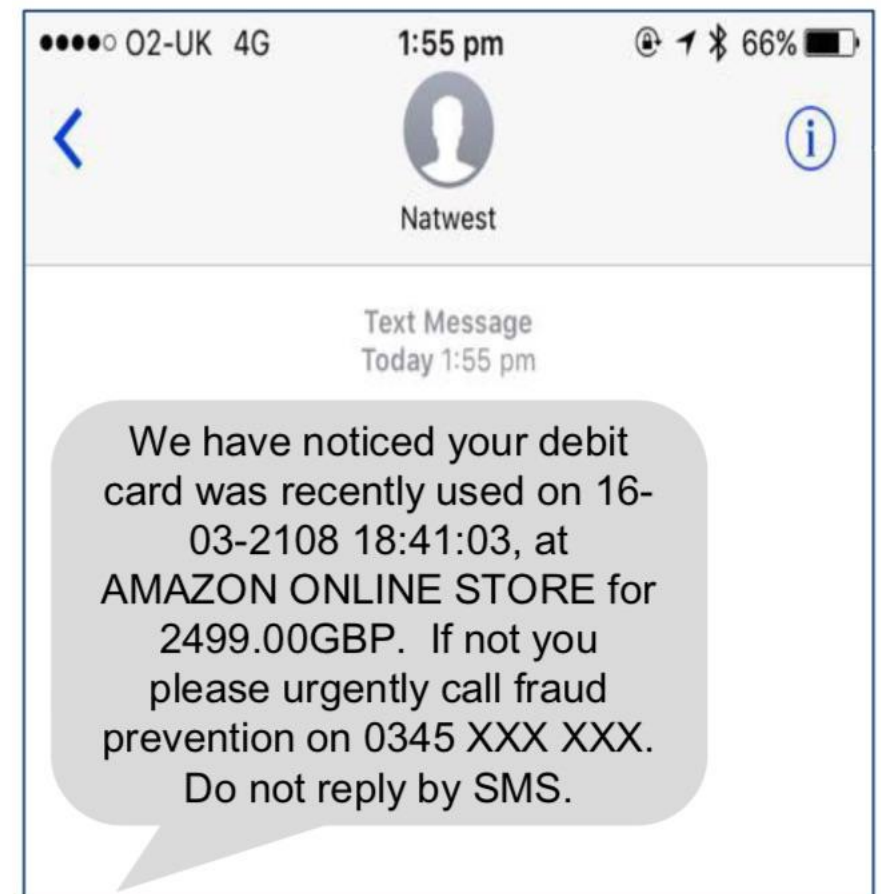 ●●●●○ O2-UK 4G 1:55 pm 66%
i
Natwest
Text Message
Today 1:55 pm
We have noticed your debit
card was recently used on 16-
03-2108 18:41:03, at
AMAZON ONLINE STORE for
2499.00GBP. If not you
please urgently call fraud
prevention on 0345 XXX XXX.
Do not reply by SMS.